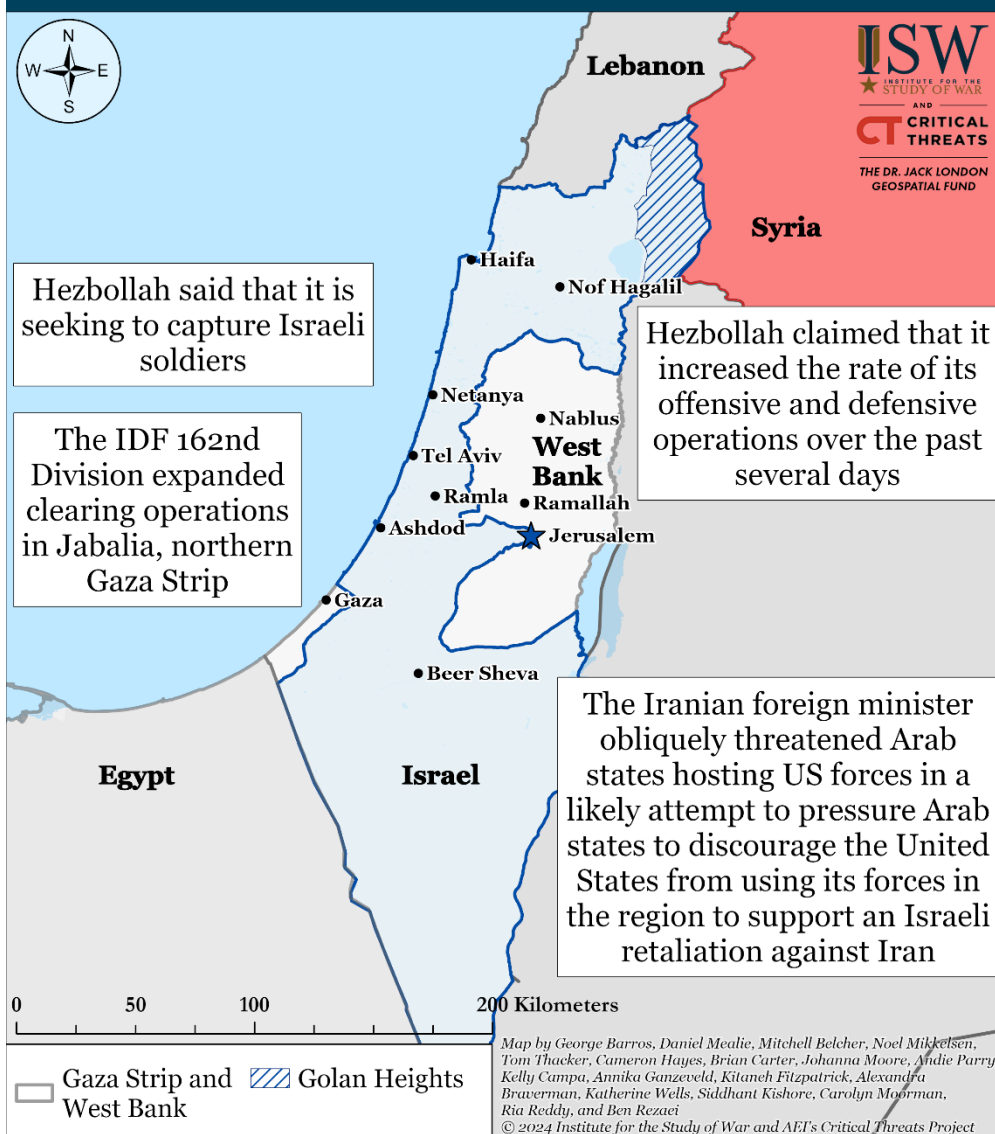 N
W
E
S
Lebanon
ISW
INSTITUTE FOR THE
STUDY OF WAR
AND
CT CRITICAL
THREATS
THE DR. JACK LONDON
GEOSPATIAL FUND
Syria
Haifa
Nof Hagalil
Hezbollah said that it is
seeking to capture Israeli
soldiers
Hezbollah claimed that it
increased the rate of its
offensive and defensive
operations over the past
several days
Netanya
Nablus
The IDF 162nd
Division expanded
clearing operations
in Jabalia, northern
Gaza Strip
West
Bank
Tel Aviv
Ramla
Ramallah
Ashdod
Jerusalem
Gaza
Beer Sheva
The Iranian foreign minister
obliquely threatened Arab
states hosting US forces in a
likely attempt to pressure Arab
states to discourage the United
States from using its forces in
the region to support an Israeli
retaliation against Iran
Egypt
Israel
0 50 100 200 Kilometers
Gaza Strip and
West Bank
Golan Heights
Map by George Barros, Daniel Mealie, Mitchell Belcher, Noel Mikkelsen,
Tom Thacker, Cameron Hayes, Brian Carter, Johanna Moore, Andie Parry
Kelly Campa, Annika Ganzeveld, Kitaneh Fitzpatrick, Alexandra
Braverman, Katherine Wells, Siddhant Kishore, Carolyn Moorman,
Ria Reddy, and Ben Rezaei
© 2024 Institute for the Study of War and AEI's Critical Threats Project